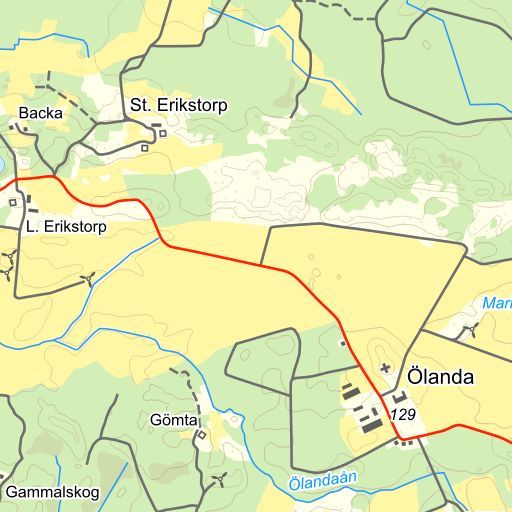 Backa
St. Erikstorp
L. Erikstorp
Ölanda
129
Gömta
Ölandaån
Gammalskog